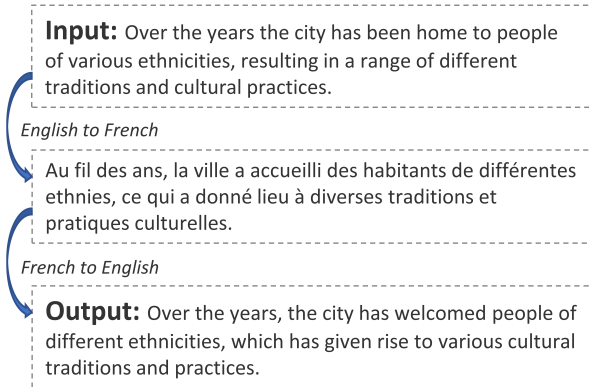 Input: Over the years the city has been home to people
of various ethnicities, resulting in a range of different
traditions and cultural practices.
English to French
Au fil des ans, la ville a accueilli des habitants de différentes
ethnies, ce qui a donné lieu à diverses traditions et
pratiques culturelles.
French to English
Output: Over the years, the city has welcomed people of
different ethnicities, which has given rise to various cultural
traditions and practices.